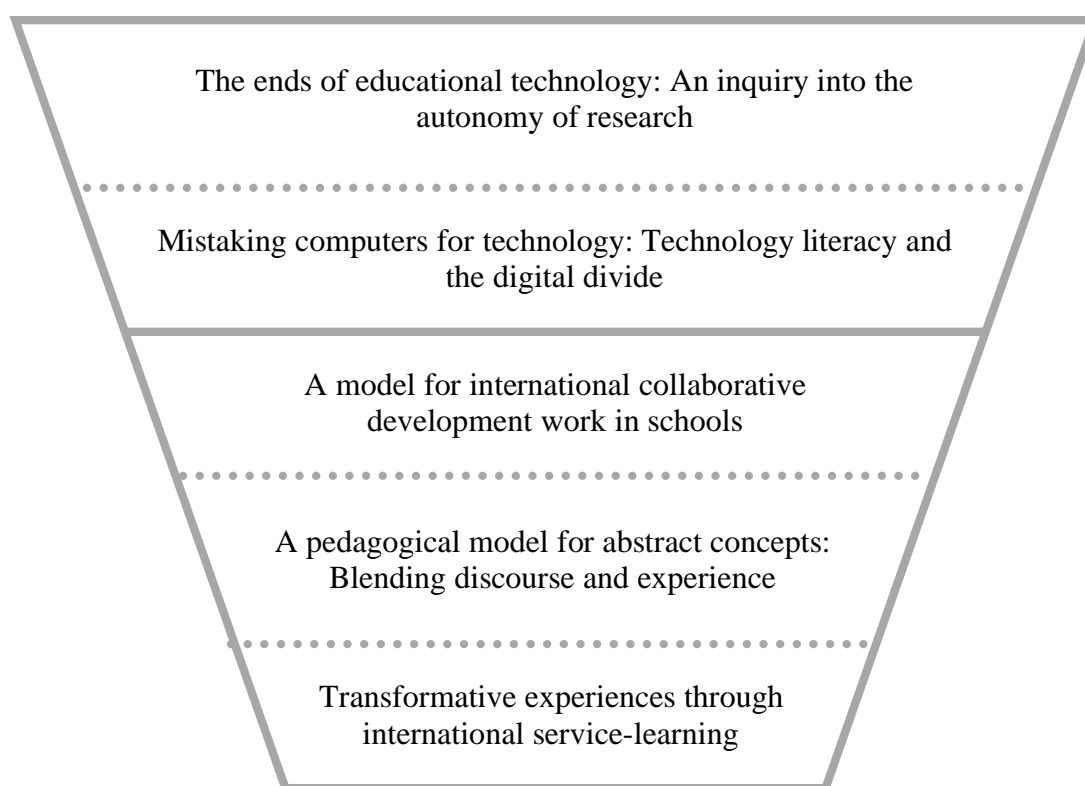 The ends of educational technology: An inquiry into the
autonomy of research
Mistaking computers for technology: Technology literacy and
the digital divide
A model for international collaborative
development work in schools
A pedagogical model for abstract concepts:
Blending discourse and experience
Transformative experiences through
international service-learning